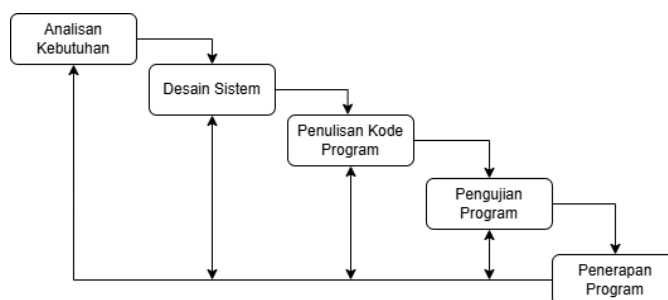 Analisan
Kebutuhan
Desain Sistem
Penulisan Kode
Program
Pengujian
Program
Penerapan
Program